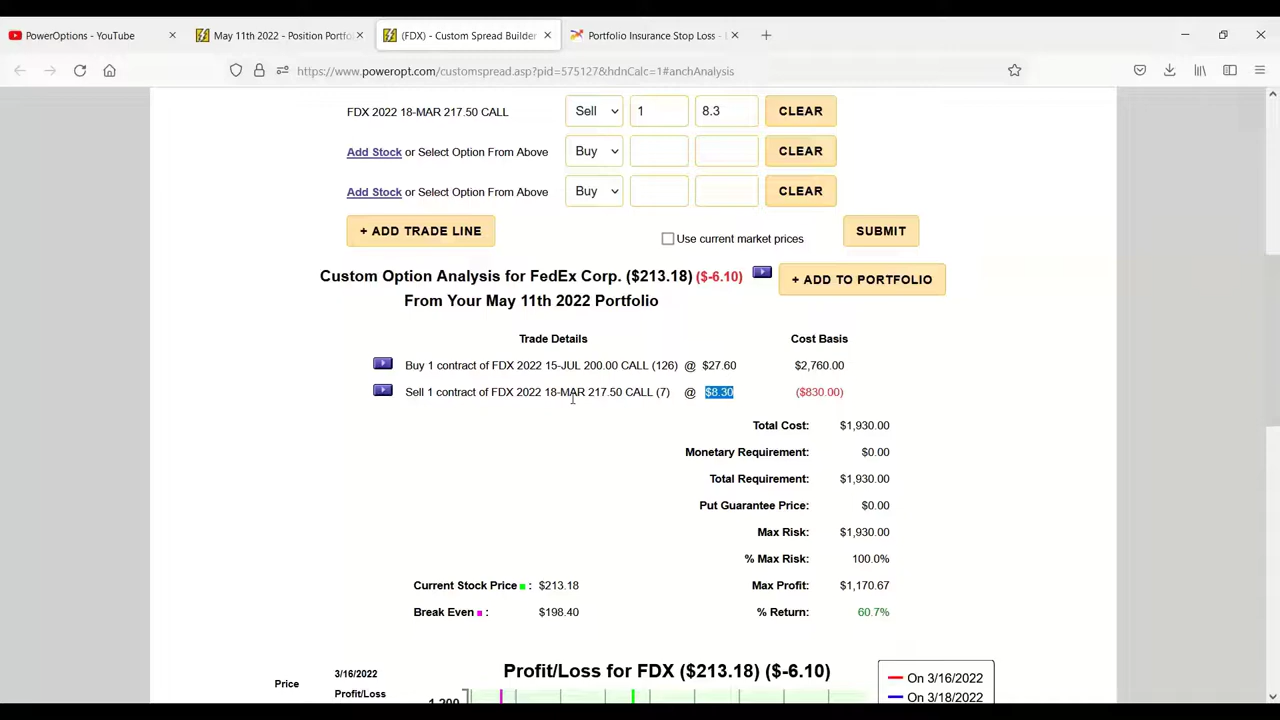 PowerOptions - YouTube
May 11th 2022 - Position Portfo
(FDX) - Custom Spread Builder
Portfolio Insurance Stop Loss -
https://www.poweropt.com/customspread.asp?pid=575127&hdnCalc=1#anchAnalysis
FDX 2022 18-MAR 217.50 CALL Sell 1 8.3 CLEAR
Add Stock or Select Option From Above Buy CLEAR
Add Stock or Select Option From Above Buy CLEAR
+ ADD TRADE LINE Use current market prices SUBMIT
Custom Option Analysis for FedEx Corp. ($213.18) ($-6.10) + ADD TO PORTFOLIO
From Your May 11th 2022 Portfolio
Trade Details Cost Basis
Buy 1 contract of FDX 2022 15-JUL 200.00 CALL (126) @ $27.60 $2,760.00
Sell 1 contract of FDX 2022 18-MAR 217.50 CALL (7) @ $8.30 ($830.00)
Total Cost: $1,930.00
Monetary Requirement: $0.00
Total Requirement: $1,930.00
Put Guarantee Price: $0.00
Max Risk: $1,930.00
% Max Risk: 100.0%
Current Stock Price : $213.18 Max Profit: $1,170.67
Break Even : $198.40 % Return: 60.7%
Price 3/16/2022 Profit/Loss for FDX ($213.18) ($-6.10) On 3/16/2022
Profit/Loss On 3/18/2022
1,200